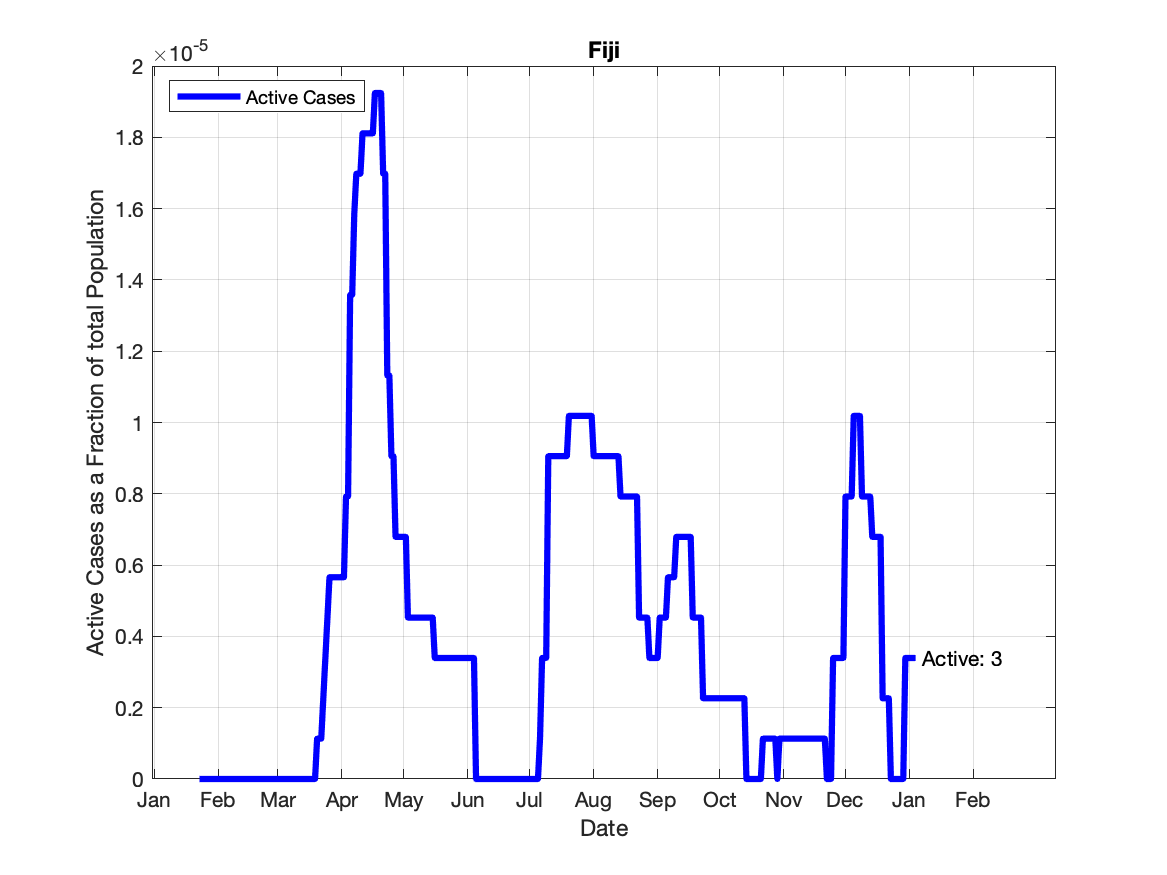 Fiji
×10-5
Active Cases
2
1.8
1.6
1.4
1.2
1
0.8
0.6
0.4
0.2
0
Active Cases as a Fraction of total Population
Active: 3
Jan Feb Mar Apr May Jun Jul Aug Sep Oct Nov Dec Jan Feb
Date